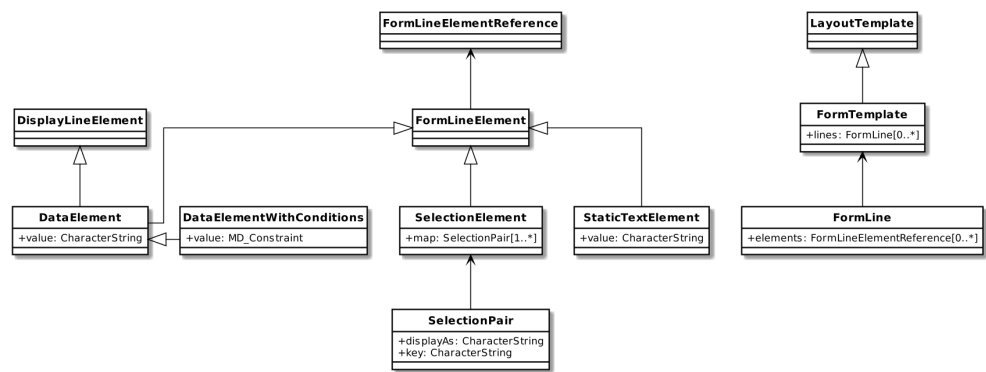 FormLineElementReference
LayoutTemplate
DisplayLineElement
FormLineElement
FormTemplate
+lines: FormLine[0..*]
DataElement
+value: CharacterString
DataElementWithConditions
+value: MD_Constraint
SelectionElement
+map: SelectionPair[1..*]
StaticTextElement
+value: CharacterString
FormLine
+elements: FormLineElementReference[0..*]
SelectionPair
+displayAs: CharacterString
+key: CharacterString